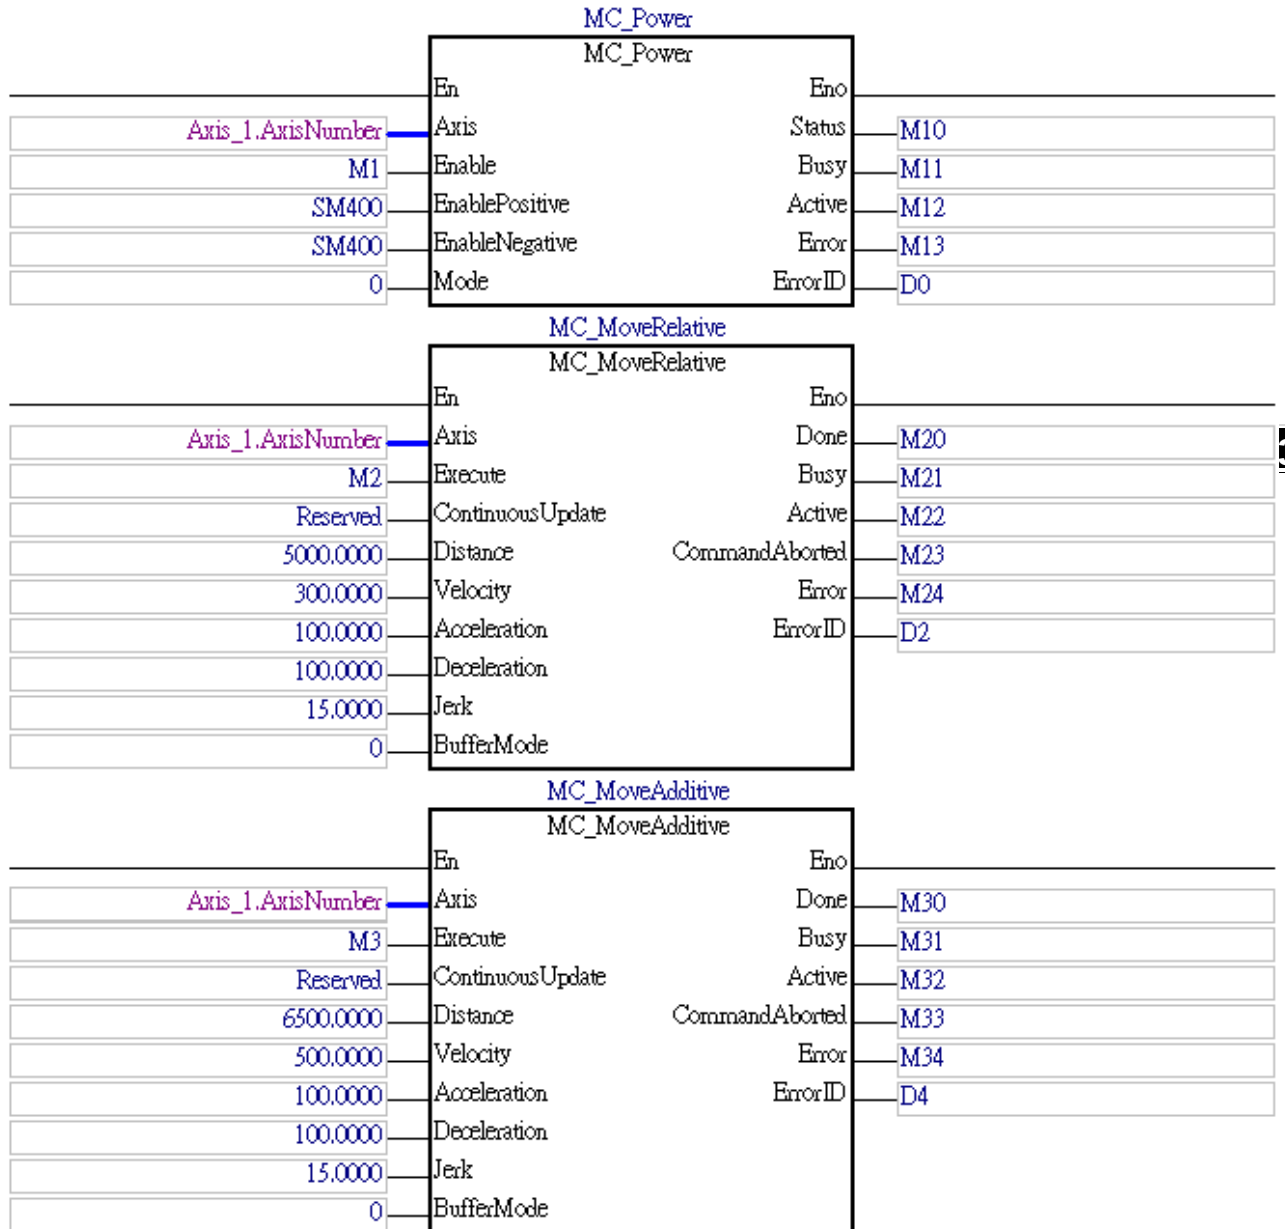 MC_Power
MC_Power
En Eno
Axis_1.AxisNumber Axis Status M10
M1 Enable Busy M11
SM400 EnablePositive Active M12
SM400 EnableNegative Error M13
0 Mode ErrorID D0
MC_MoveRelative
MC_MoveRelative
En Eno
Axis_1.AxisNumber Axis Done M20
M2 Execute Busy M21
Reserved ContinuousUpdate Active M22
5000.0000 Distance CommandAborted M23
300.0000 Velocity Error M24
100.0000 Acceleration ErrorID D2
100.0000 Deceleration
15.0000 Jerk
0 BufferMode
MC_MoveAdditive
MC_MoveAdditive
En Eno
Axis_1.AxisNumber Axis Done M30
M3 Execute Busy M31
Reserved ContinuousUpdate Active M32
6500.0000 Distance CommandAborted M33
500.0000 Velocity Error M34
100.0000 Acceleration ErrorID D4
100.0000 Deceleration
15.0000 Jerk
0 BufferMode